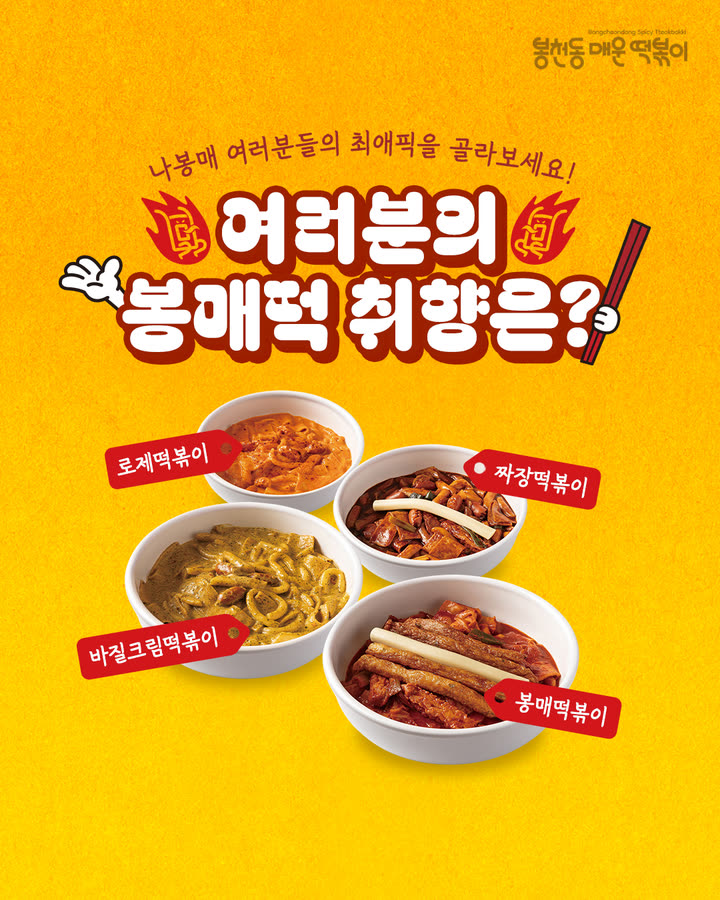 Bongcheondong Spicy Tteokbokki
봉천동 매운 떡볶이
나봉매 여러분들의 최애픽을 골라보세요!
여러분의
봉매떡 취향은?
로제떡볶이
짜장떡볶이
바질크림떡볶이
봉매떡볶이